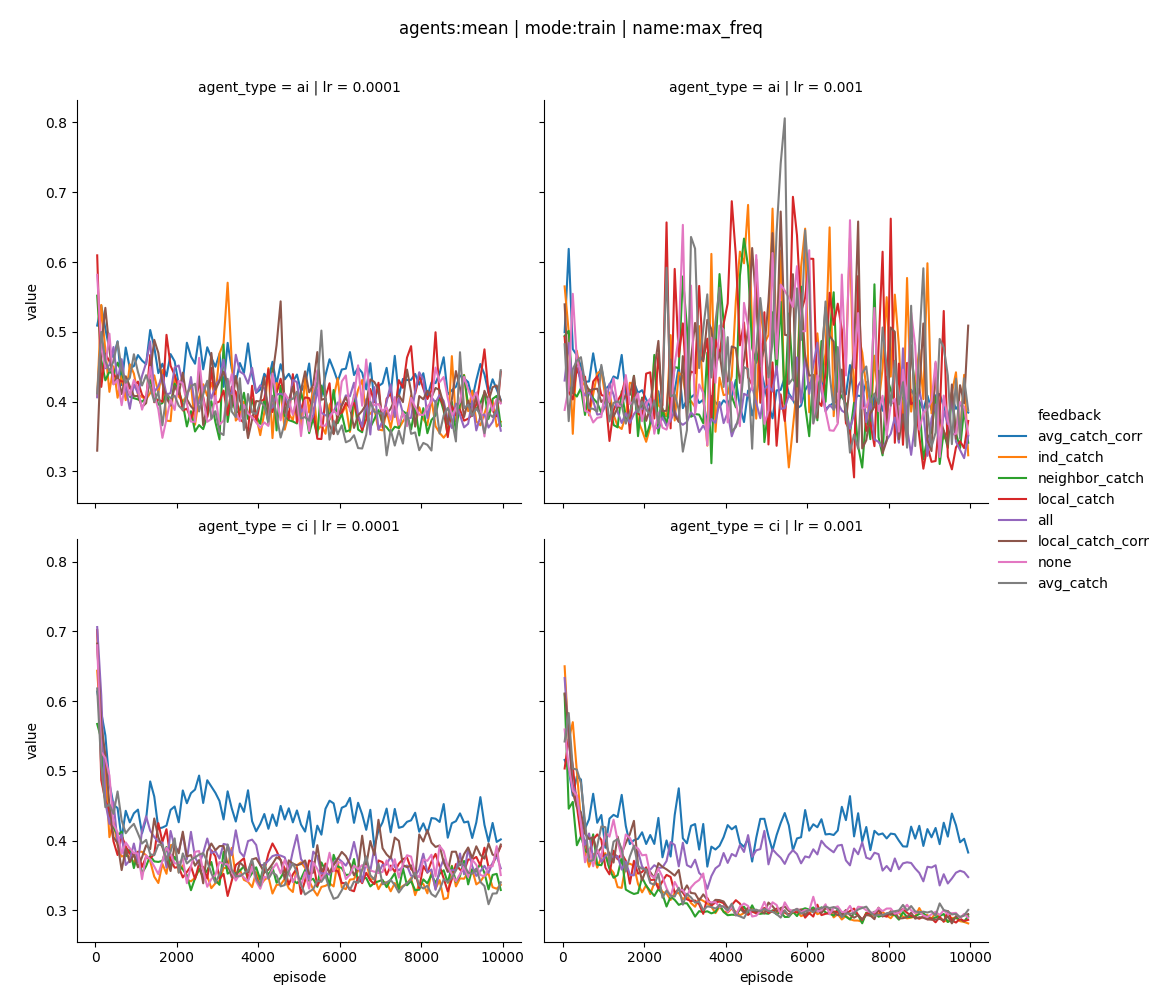 agents:mean | mode:train | name:max_freq
agent_type = ai | lr = 0.0001
agent_type = ai | lr = 0.001
0.8
0.7
0.6
0.5
0.4
0.3
value
agent_type = ci | lr = 0.0001
agent_type = ci | lr = 0.001
0.8
0.7
0.6
0.5
0.4
0.3
value
0 2000 4000 6000 8000 10000
0 2000 4000 6000 8000 10000
episode
episode
feedback
avg_catch_corr
ind_catch
neighbor_catch
local_catch
all
local_catch_corr
none
avg_catch